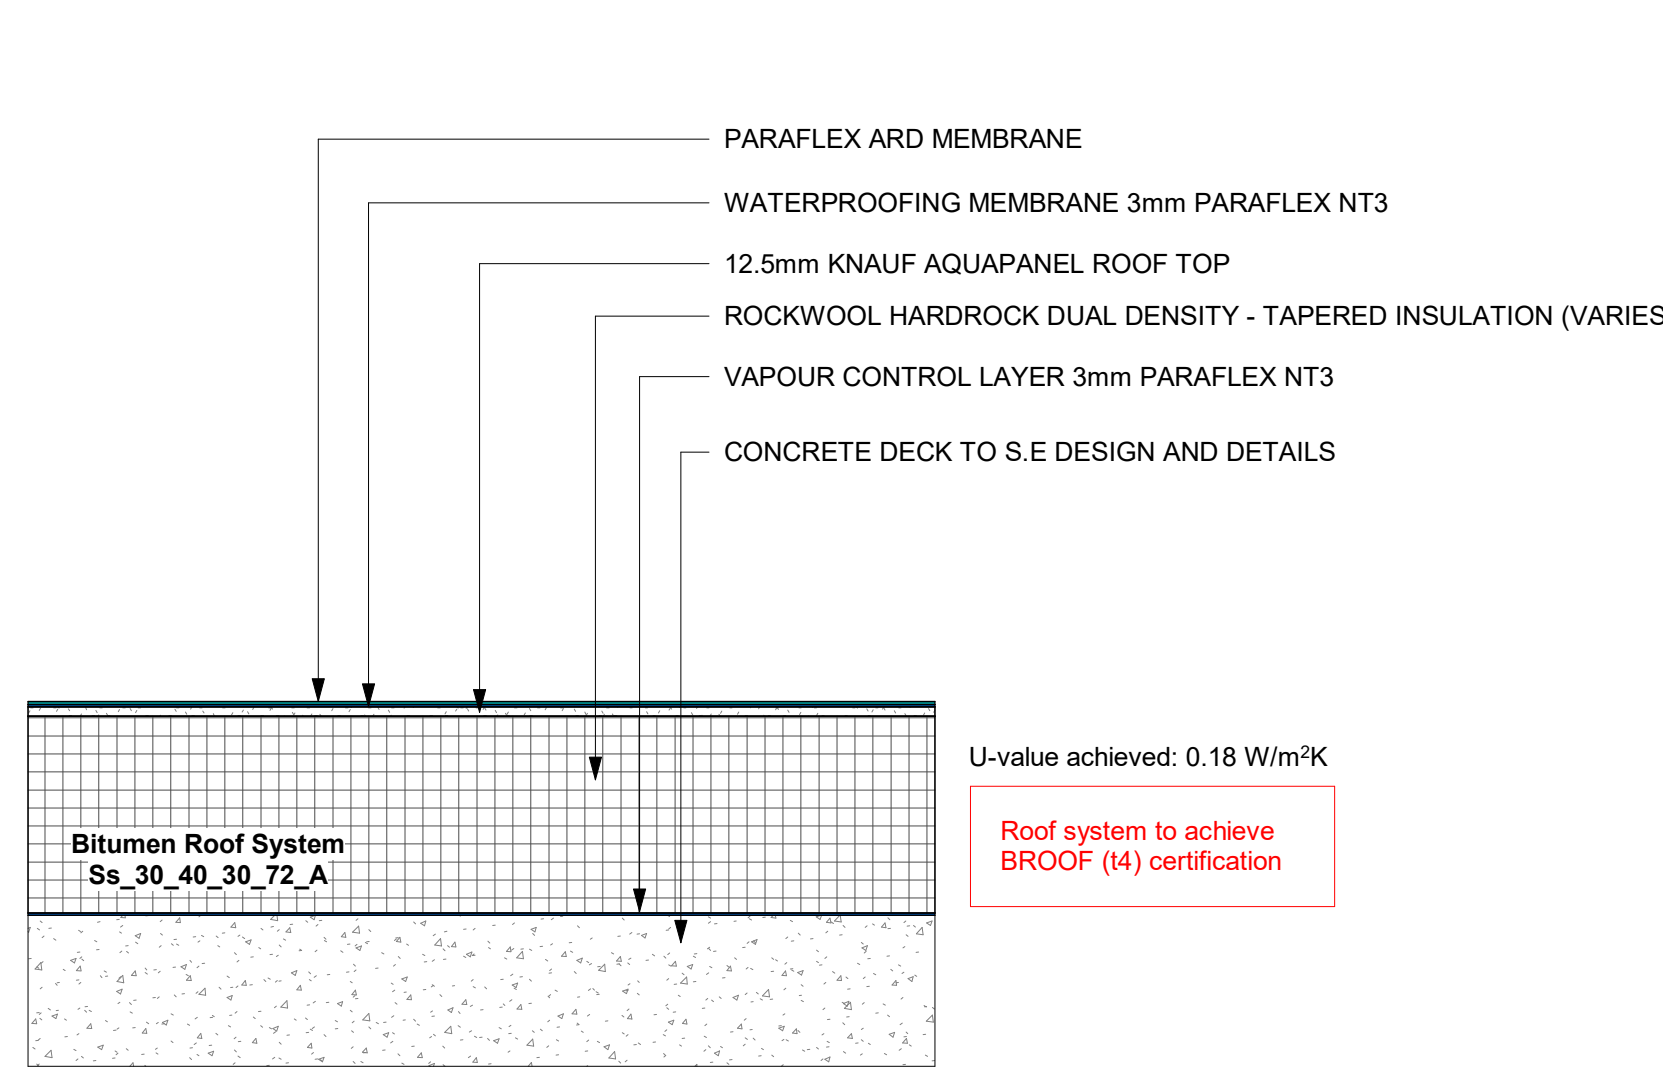 PARAFLEX ARD MEMBRANE
WATERPROOFING MEMBRANE 3mm PARAFLEX NT3
12.5mm KNAUF AQUAPANEL ROOF TOP
ROCKWOOL HARDROCK DUAL DENSITY - TAPERED INSULATION (VARIES
VAPOUR CONTROL LAYER 3mm PARAFLEX NT3
CONCRETE DECK TO S.E DESIGN AND DETAILS
U-value achieved: 0.18 W/m²K
Roof system to achieve
BROOF (t4) certification
Bitumen Roof System
Ss_30_40_30_72_A